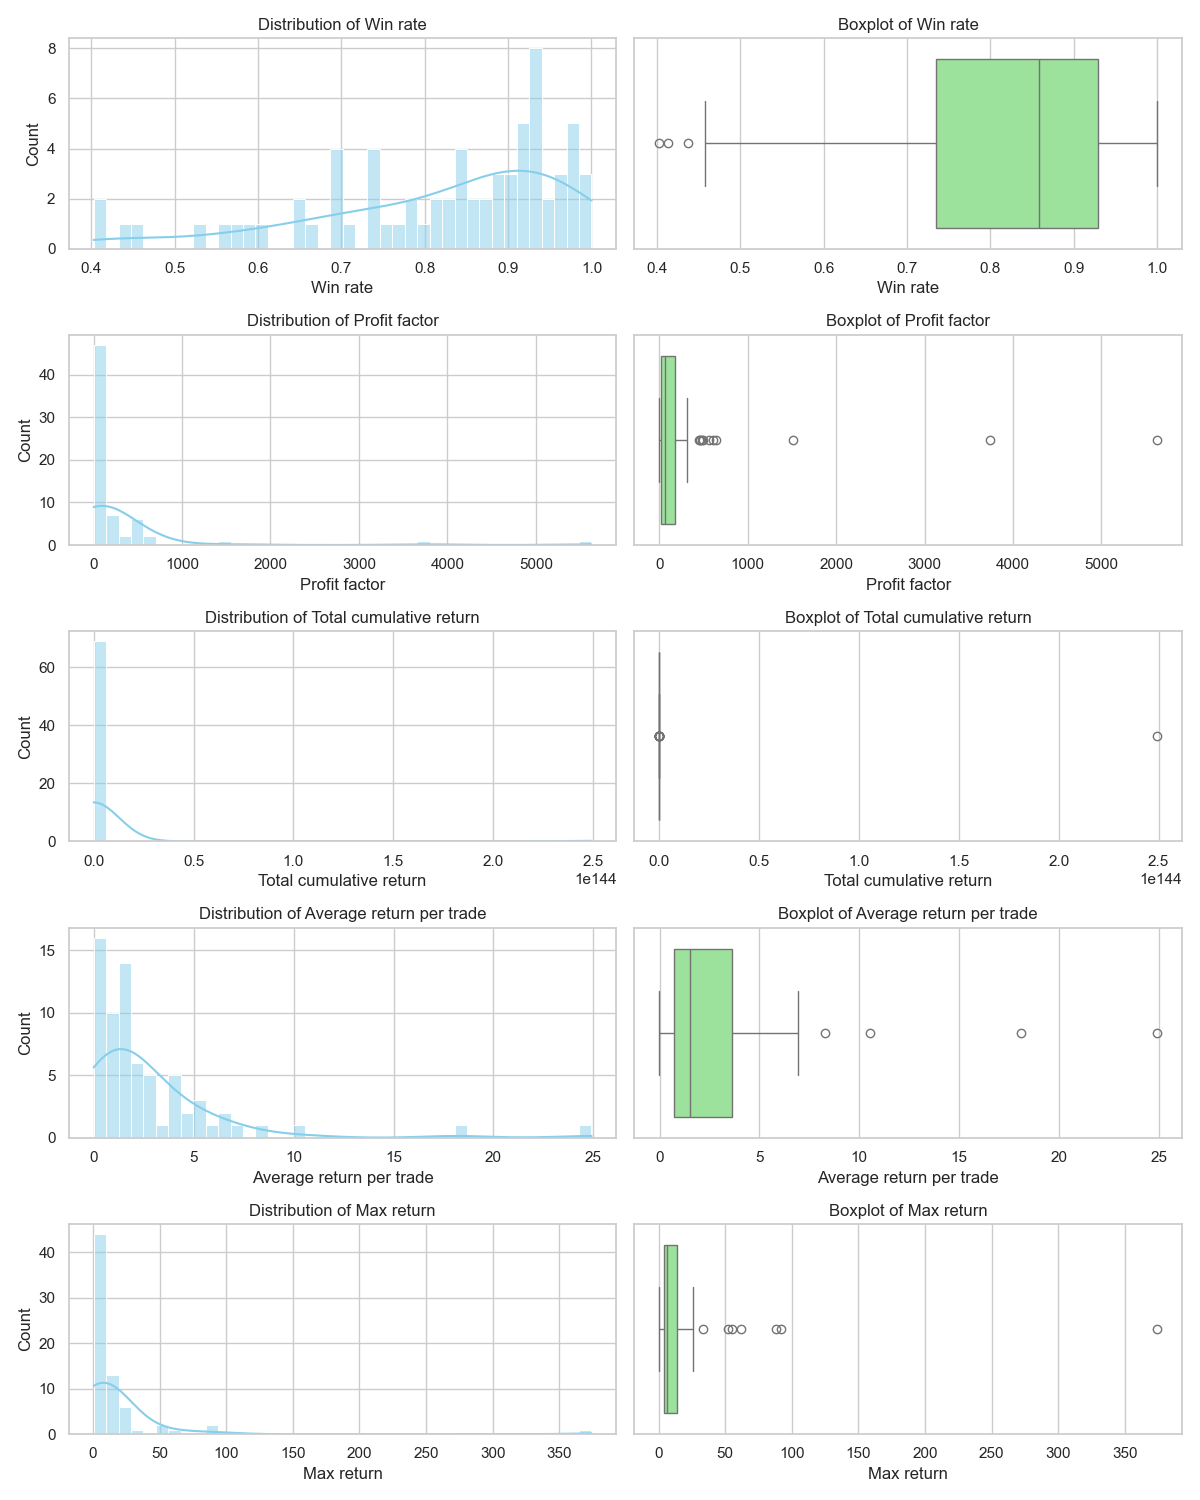 Distribution of Win rate
Boxplot of Win rate
Count
8
6
4
2
0
0.4 0.5 0.6 0.7 0.8 0.9 1.0
Win rate
0.4 0.5 0.6 0.7 0.8 0.9 1.0
Win rate
Distribution of Profit factor
Boxplot of Profit factor
Count
40
30
20
10
0
0 1000 2000 3000 4000 5000
Profit factor
0 1000 2000 3000 4000 5000
Profit factor
Distribution of Total cumulative return
Boxplot of Total cumulative return
Count
60
40
20
0
0.0 0.5 1.0 1.5 2.0 2.5
1e144
Total cumulative return
0.0 0.5 1.0 1.5 2.0 2.5
1e144
Total cumulative return
Distribution of Average return per trade
Boxplot of Average return per trade
Count
15
10
5
0
0 5 10 15 20 25
Average return per trade
0 5 10 15 20 25
Average return per trade
Distribution of Max return
Boxplot of Max return
Count
40
30
20
10
0
0 50 100 150 200 250 300 350
Max return
0 50 100 150 200 250 300 350
Max return